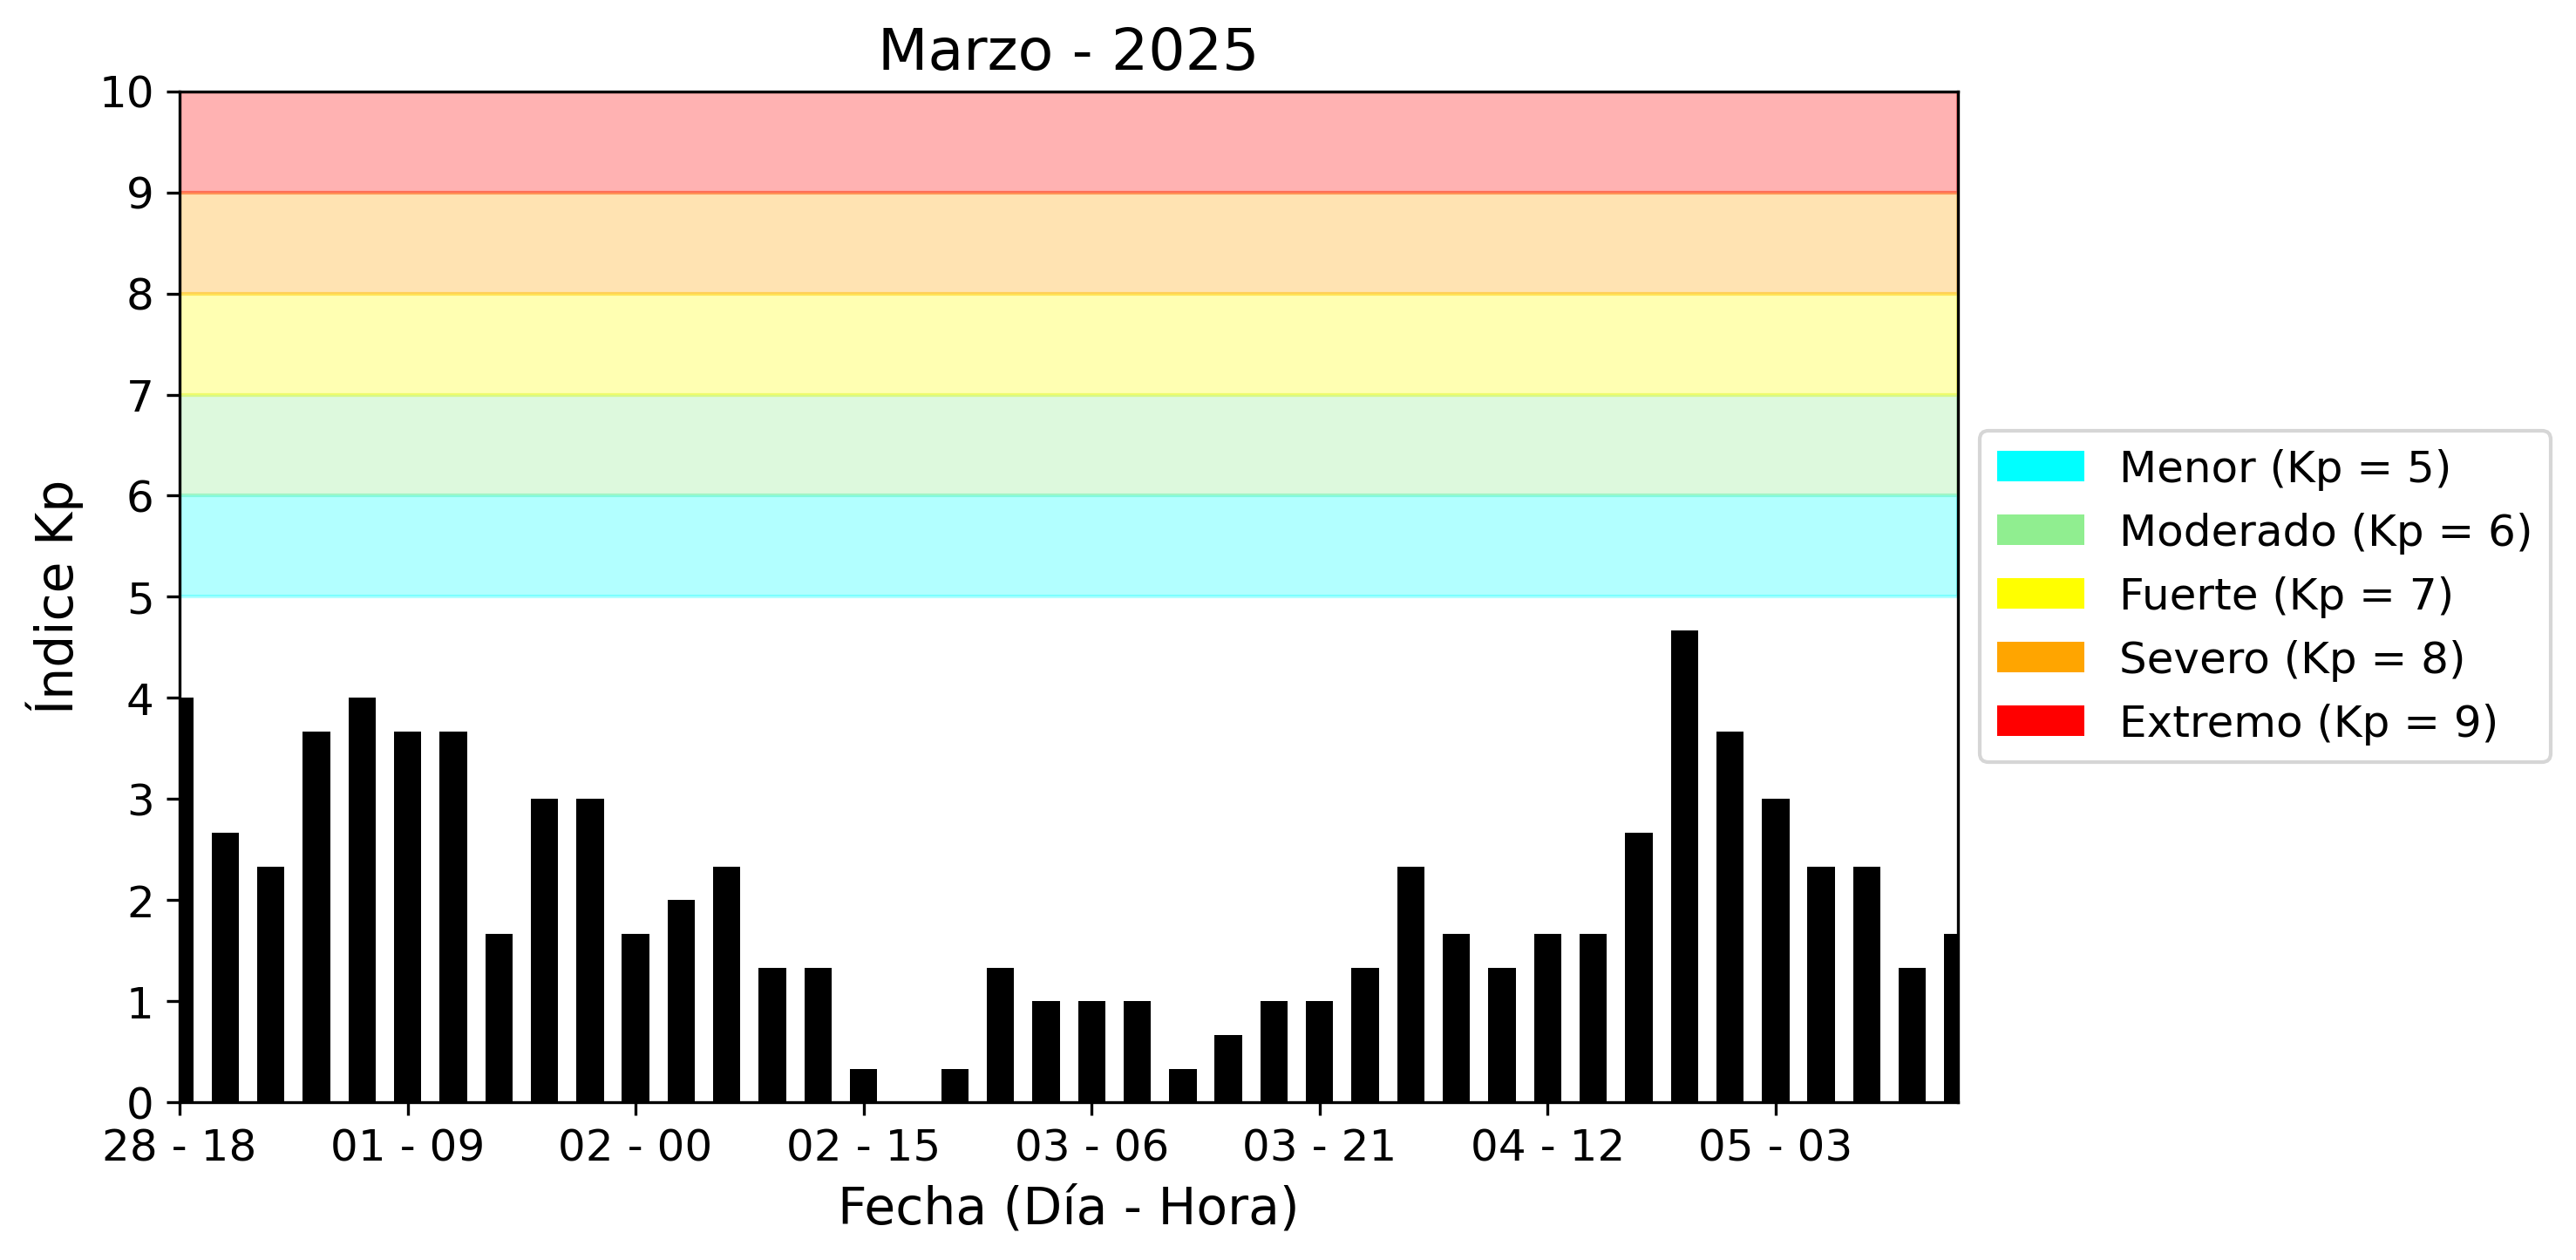 Marzo - 2025
10
9
8
7
6
5
4
3
2
1
0
Índice Kp
28 - 18
01 - 09
02 - 00
02 - 15
03 - 06
03 - 21
04 - 12
05 - 03
Fecha (Día - Hora)
Menor (Kp = 5)
Moderado (Kp = 6)
Fuerte (Kp = 7)
Severo (Kp = 8)
Extremo (Kp = 9)